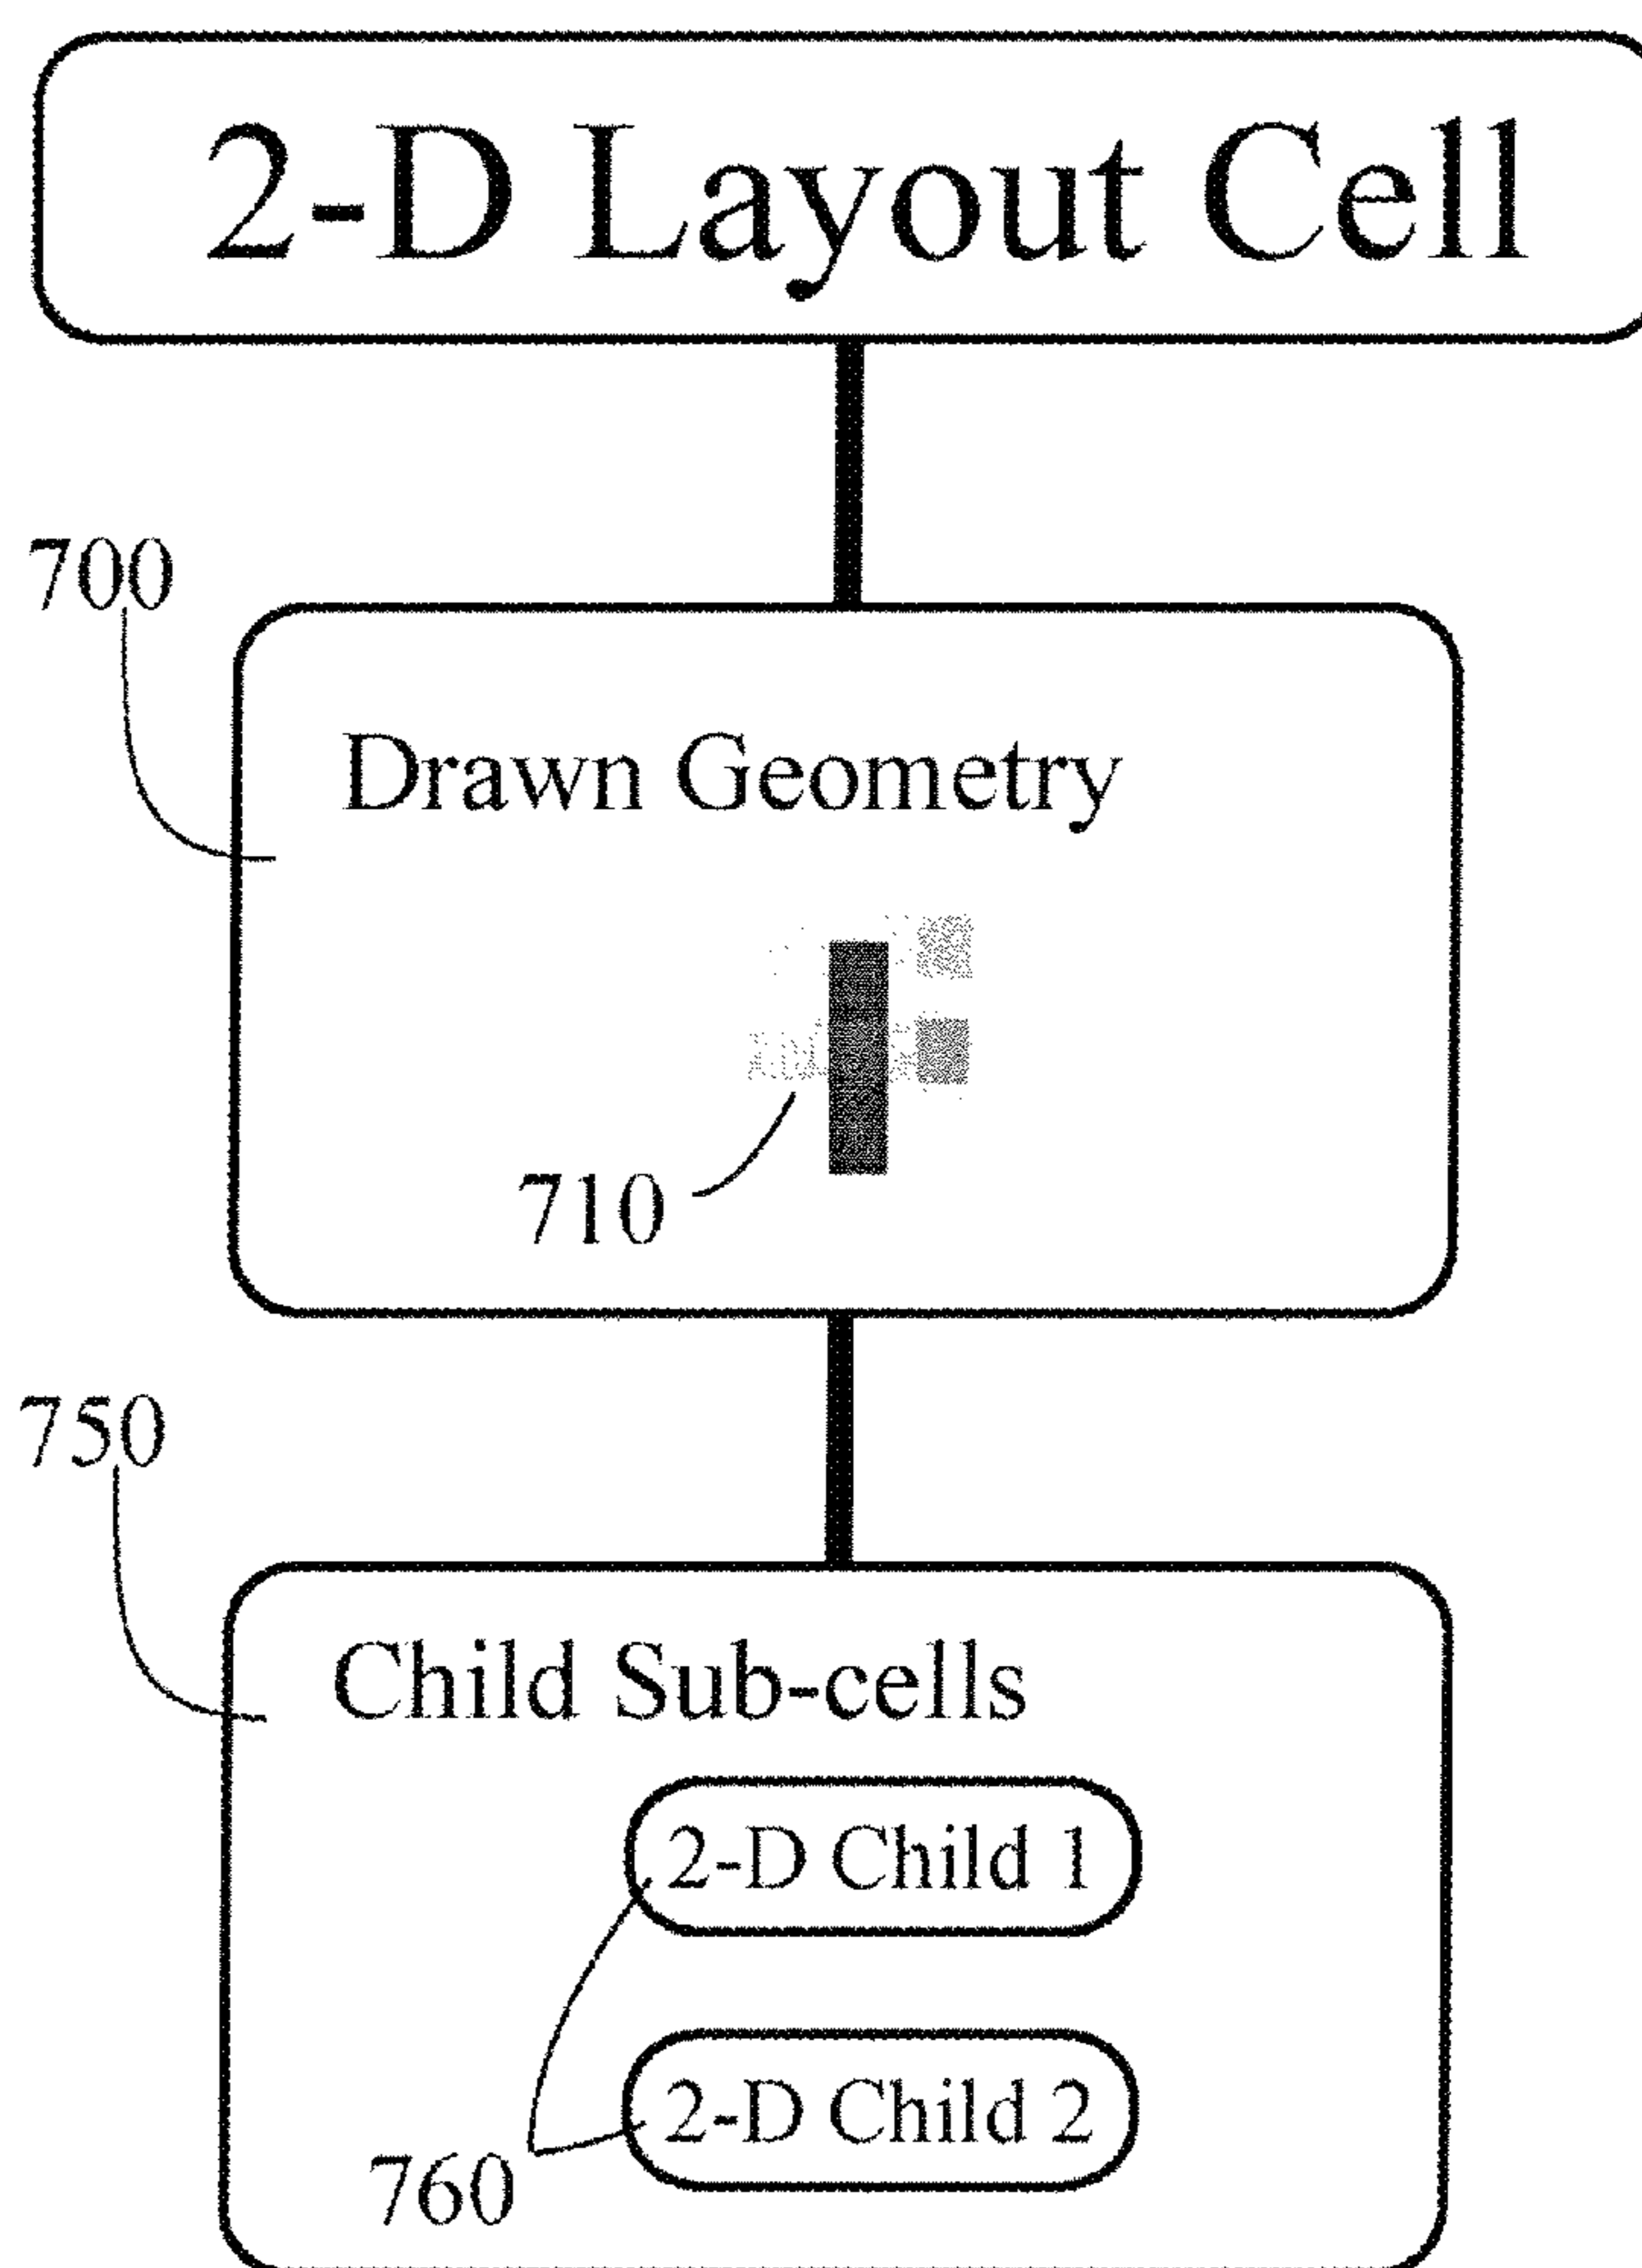 2-D Layout Cell
700
Drawn Geometry
710
750
Child Sub-cells
2-D Child 1
2-D Child 2
760